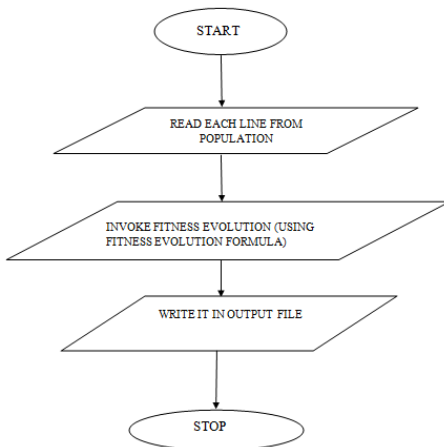 START
READ EACH LINE FROM
POPULATION
INVOKE FITNESS EVOLUTION (USING
FITNESS EVOLUTION FORMULA)
WRITE IT IN OUTPUT FILE
STOP